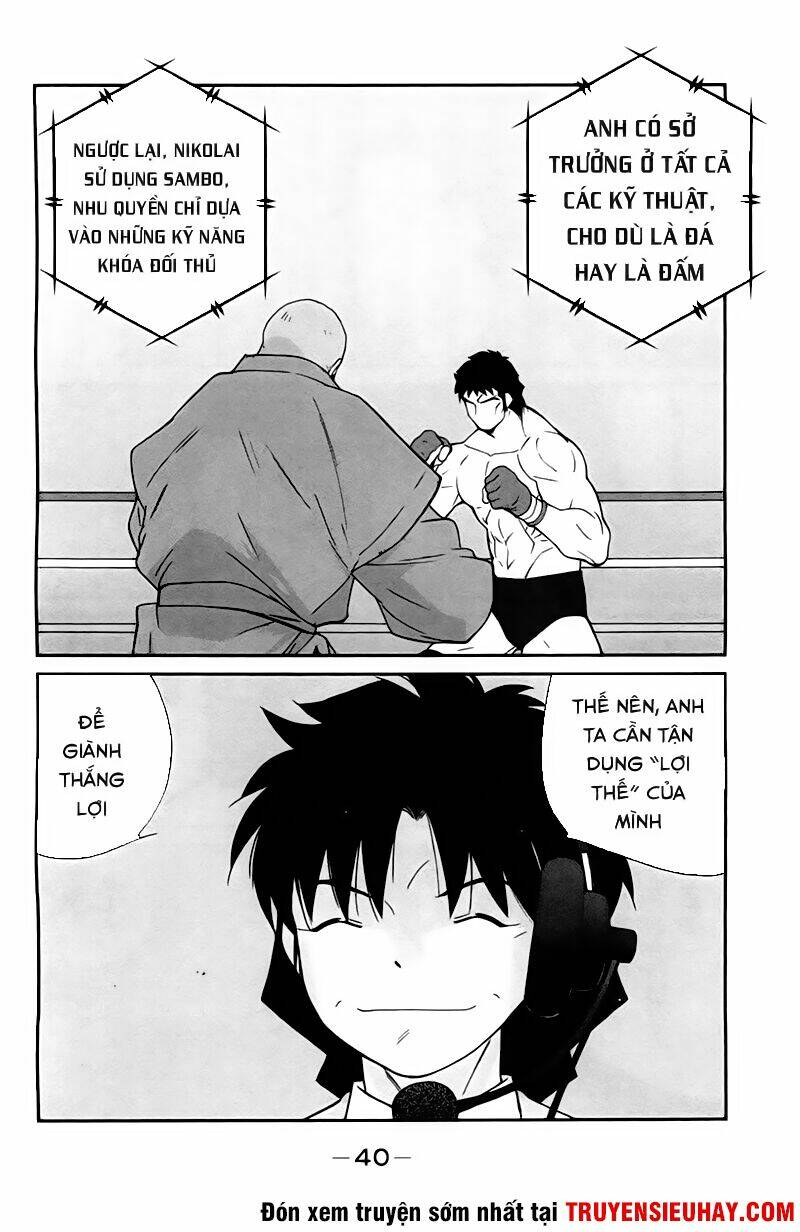 ANH CÓ SỞ
TRƯỞNG Ở TẤT CẢ
CÁC KỸ THUẬT,
CHO DÙ LÀ ĐÁ
HAY LÀ ĐẤM
NGƯỢC LẠI, NIKOLAI
SỬ DỤNG SAMBO,
NHU QUYỀN CHỈ DỰA
VÀO NHỮNG KỸ NĂNG
KHÓA ĐỐI THỦ
THẾ NÊN, ANH
TA CẦN TẬN
DỤNG “LỢI
THẾ” CỦA
MÌNH
ĐỂ
GIÀNH
THẮNG
LỢI
—40—
Đón xem truyện sớm nhất tại TRUYENSIEUHAY.COM